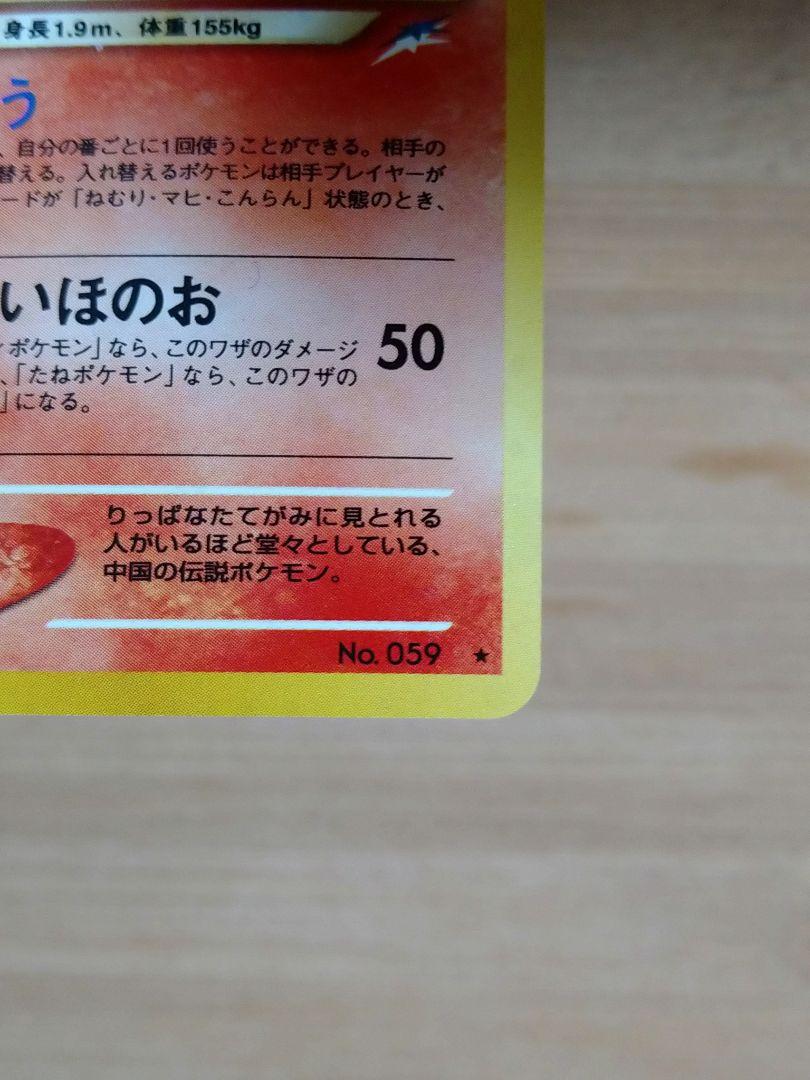 身長1.9m、体重155kg
う
、自分の番ごとに1回使うことができる。相手の
替える。入れ替えるポケモンは相手プレイヤーが
ードが「ねむり・マヒ・こんらん」状態のとき、
いほのお
ポケモン」なら、このワザのダメージ
50
、「たねポケモン」なら、このワザの
」になる。
りっぱなたてがみに見とれる
人がいるほど堂々としている、
中国の伝説ポケモン。
No. 059 ★